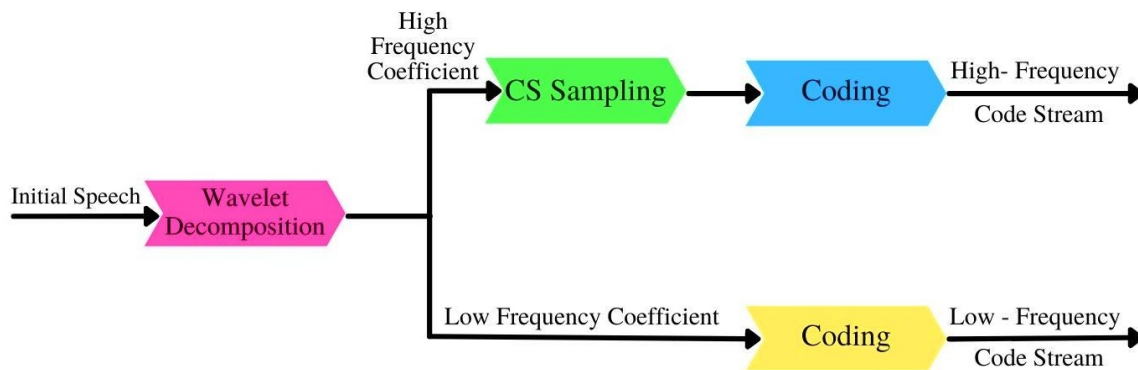 High
Frequency
Coefficient
CS Sampling
Coding
High- Frequency
Code Stream
Initial Speech
Wavelet
Decomposition
Low Frequency Coefficient
Coding
Low - Frequency
Code Stream